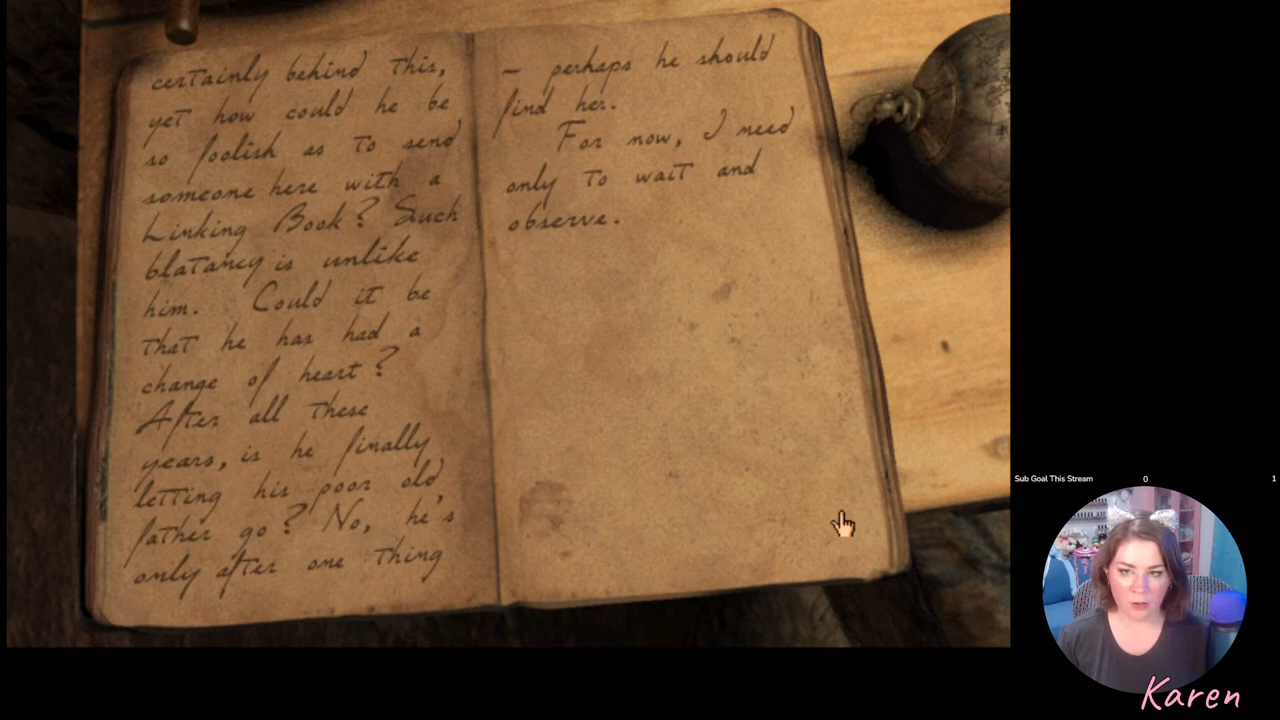 certainly behind this,
yet how could he be
so foolish as to send
someone here with a
Linking Book? Such
blatancy is unlike
him. Could it be
that he has had a
change of heart?
After all these
years, is he finally
letting his poor old
father go? No, he's
only after one thing
- perhaps he should
find her.
For now, I need
only to wait and
observe.
Sub Goal This Stream 0 1
Karen